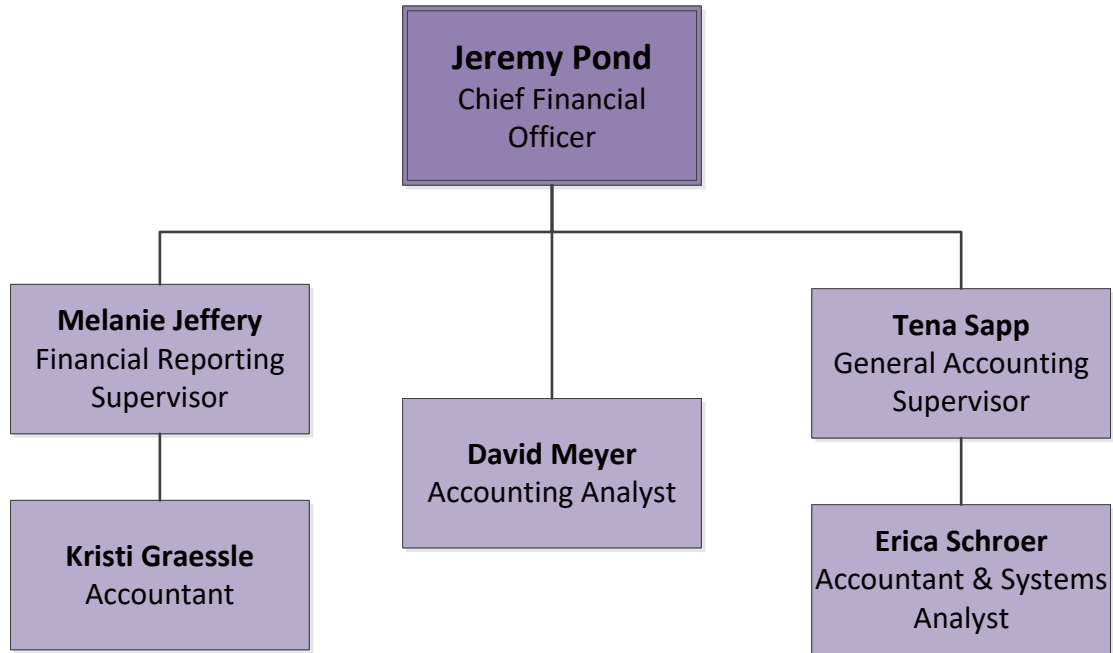 Jeremy Pond
Chief Financial
Officer
Melanie Jeffery
Financial Reporting
Supervisor
Tena Sapp
General Accounting
Supervisor
David Meyer
Accounting Analyst
Kristi Graessle
Accountant
Erica Schroer
Accountant & Systems
Analyst